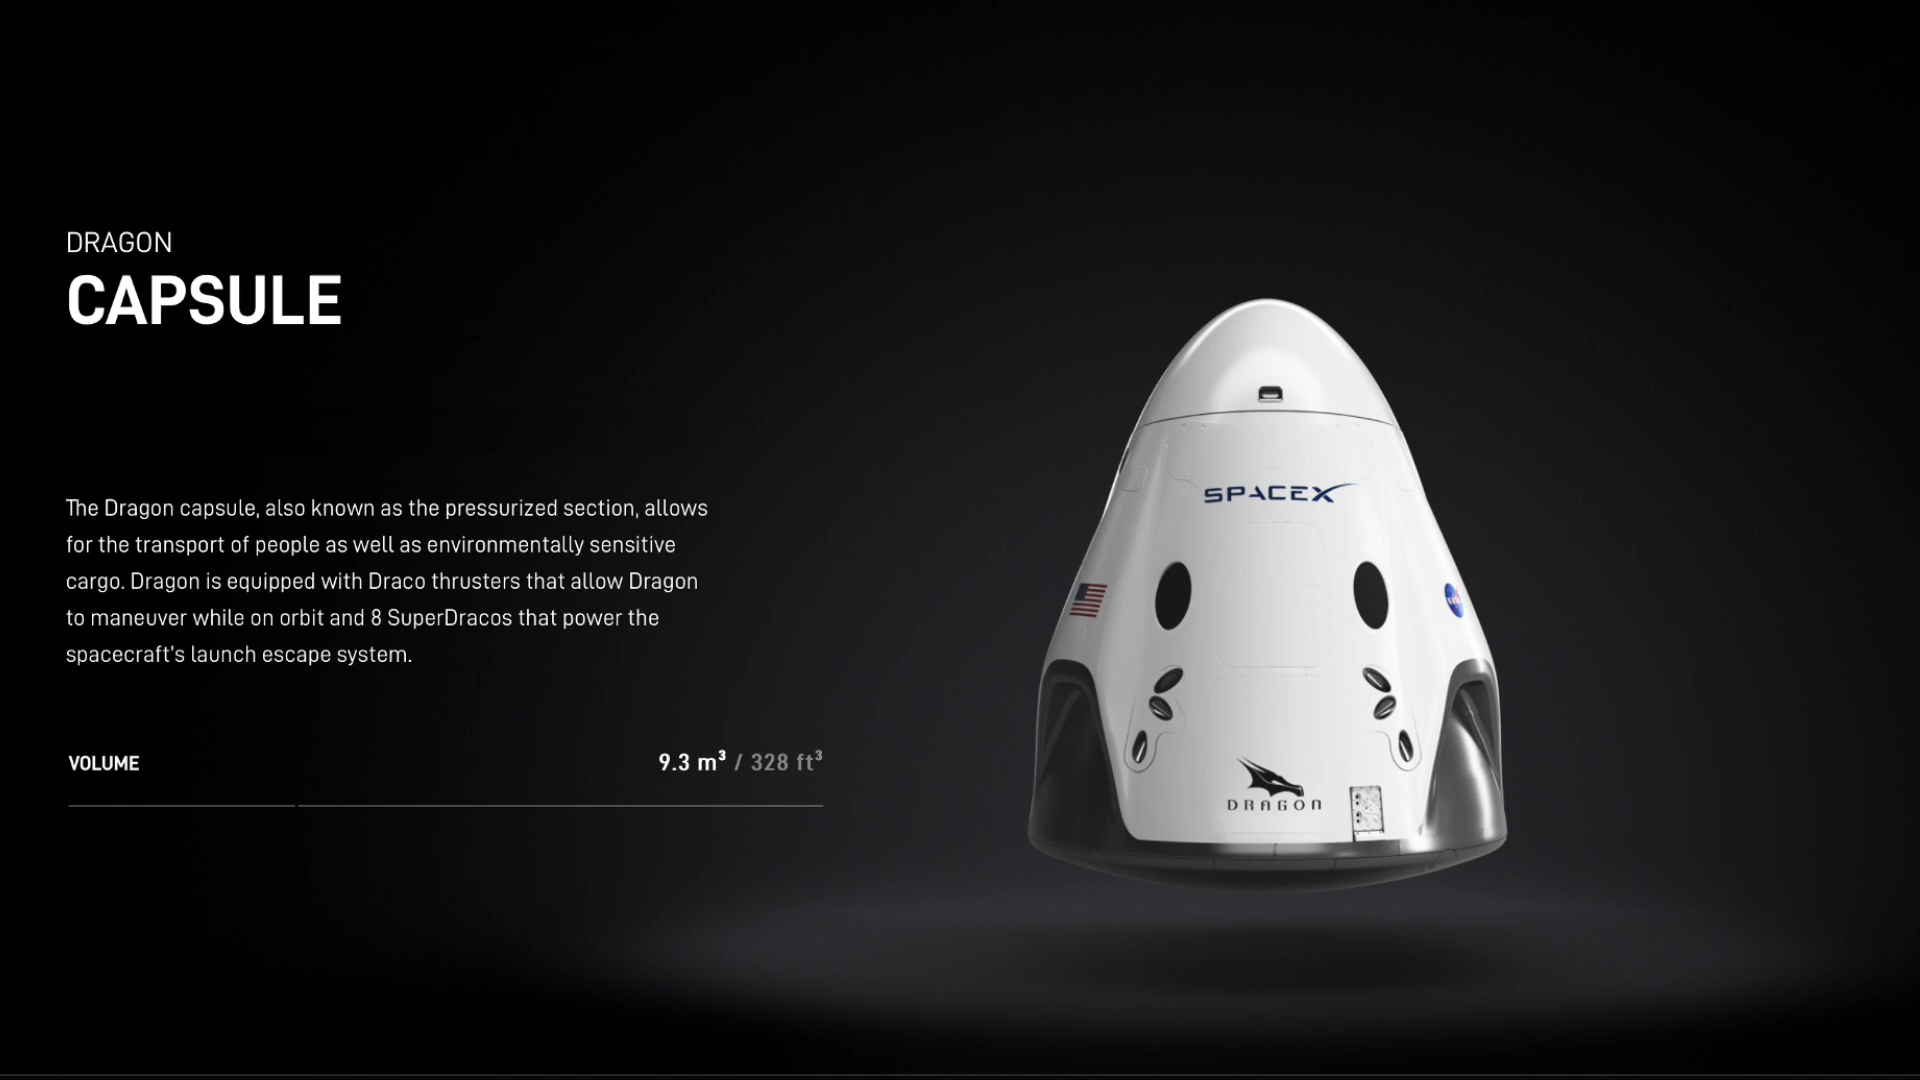 DRAGON
CAPSULE
The Dragon capsule, also known as the pressurized section, allows
for the transport of people as well as environmentally sensitive
cargo. Dragon is equipped with Draco thrusters that allow Dragon
to maneuver while on orbit and 8 SuperDracos that power the
spacecraft's launch escape system.
VOLUME 9.3 m³ / 328 ft³
SPACEX
NASA
DRAGON